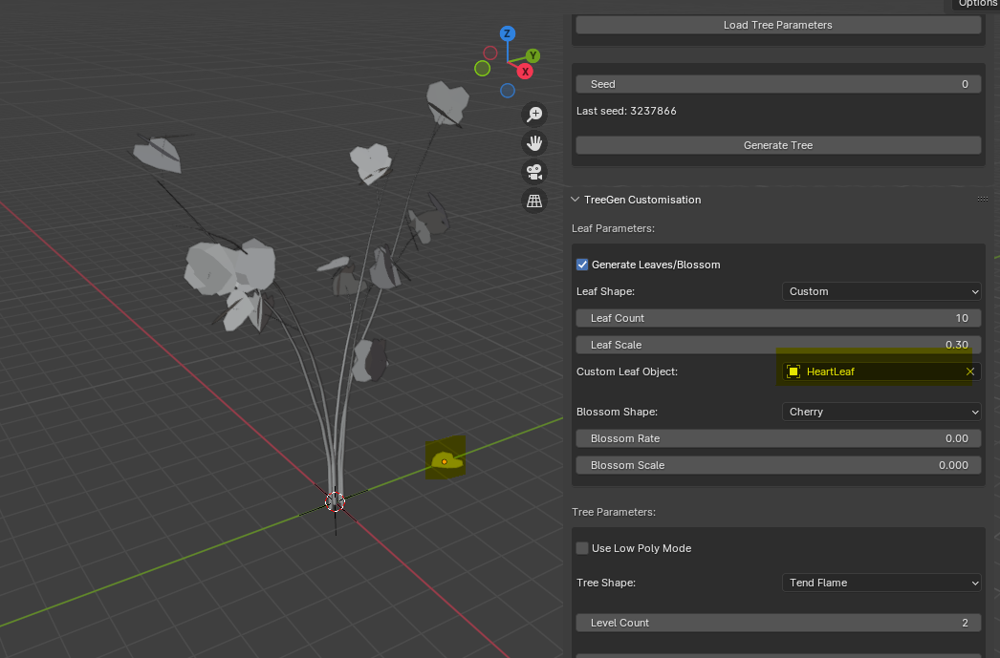 Options
Load Tree Parameters
Seed 0
Last seed: 3237866
Generate Tree
TreeGen Customisation
Leaf Parameters:
Generate Leaves/Blossom
Leaf Shape: Custom
Leaf Count 10
Leaf Scale 0.30
Custom Leaf Object: HeartLeaf
Blossom Shape: Cherry
Blossom Rate 0.00
Blossom Scale 0.000
Tree Parameters:
Use Low Poly Mode
Tree Shape: Tend Flame
Level Count 2
Z
Y
X